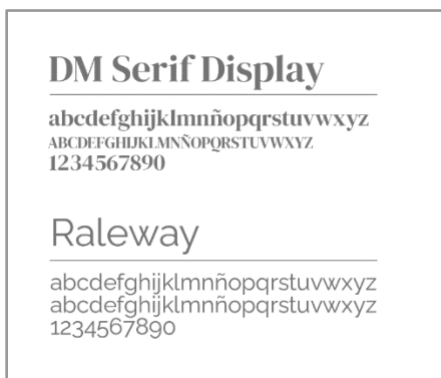 DM Serif Display
abcdefghijklmnñopqrstuvwxyz
ABCDEFGHIJKLMNÑOPQRSTUVWXYZ
1234567890
Raleway
abcdefghijklmnñopqrstuvwxyz
abcdefghijklmnñopqrstuvwxyz
1234567890